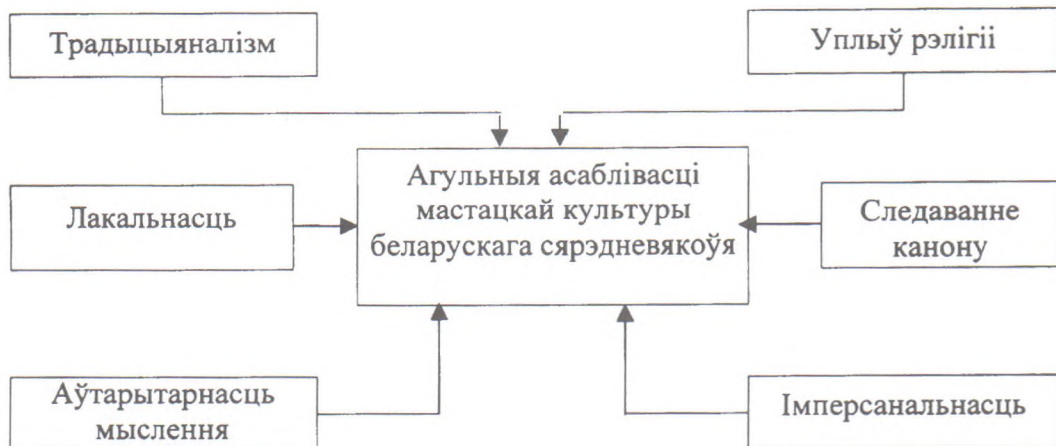 Традыцыяналізм
Уплыў рэлігіі
Агульныя асаблівасці
мастацкай культуры
беларускага сярэдневякоўя
Лакальнасць
Следаванне
канону
Аўтарытарнасць
мыслення
Імперсанальнасць